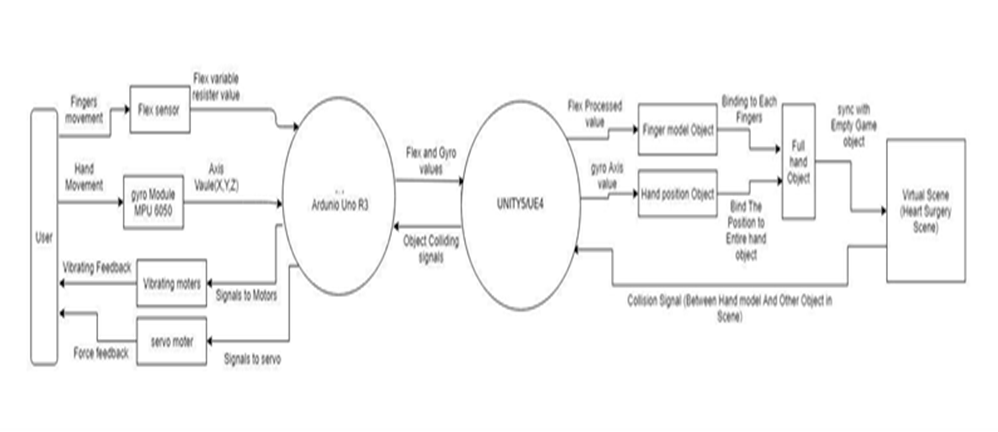 Flex variable
resister value
Fingers
movement
Flex sensor
Hand
Movement
gyro Module
MPU 6050
Axis
Vaule(X,Y,Z)
User
Vibrating Feedback
Vibrating moters
Signals to Motors
servo moter
Force feedback
Signals to servo
Ardunio Uno R3
Flex and Gyro
values
Object Colliding
signals
UNITY5/UE4
Flex Processed
value
Finger model Object
Binding to Each
Fingers
gyro Axis
value
Hand position Object
Bind The
Position to
Entire hand
object
Full
hand
Object
sync with
Empty Game
object
Virtual Scene
(Heart Surgery
Scene)
Collision Signal (Between Hand model And Other Object in
Scene)